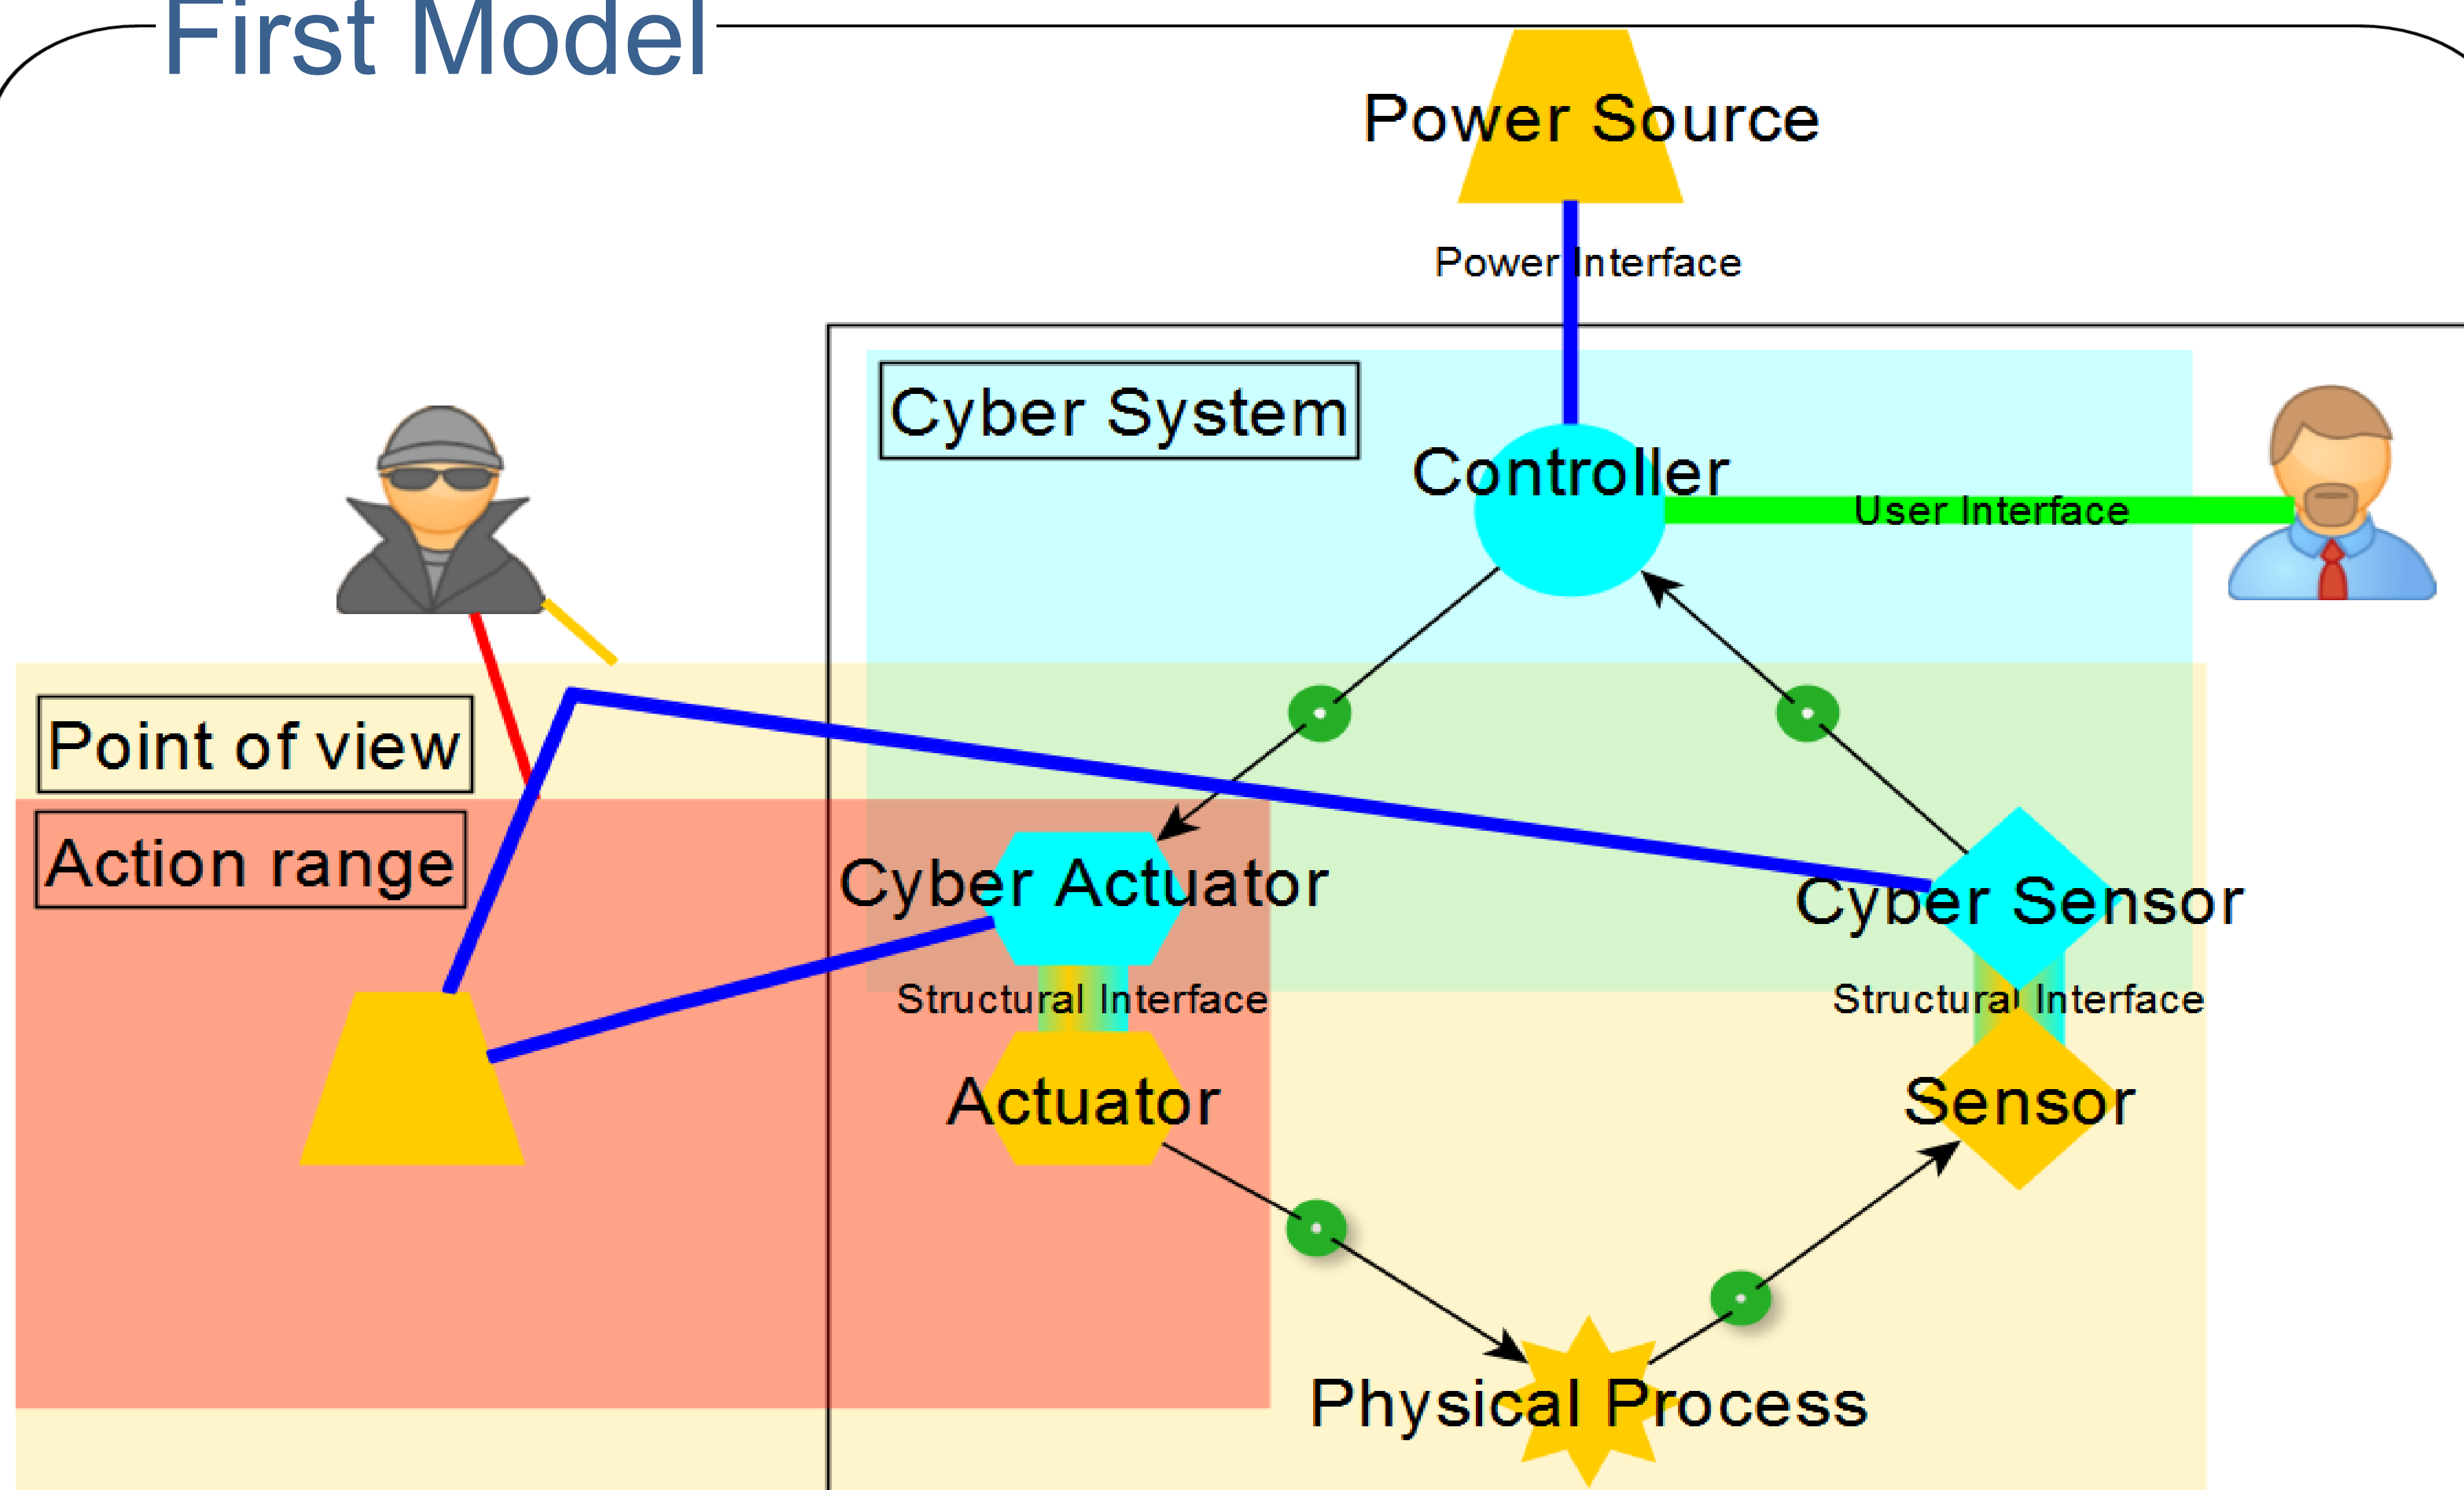 First Model
Power Source
Power Interface
Cyber System
Controller
User Interface
Point of view
Action range
Cyber Actuator
Cyber Sensor
Structural Interface
Structural Interface
Actuator
Sensor
Physical Process